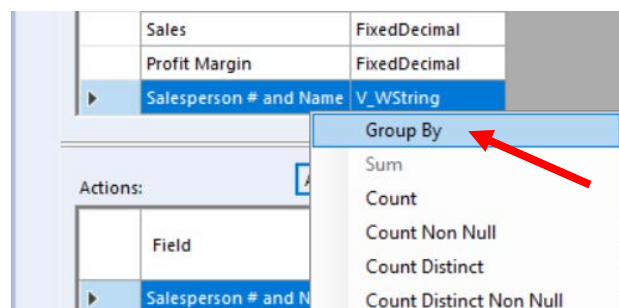 Sales FixedDecimal
Profit Margin FixedDecimal
Salesperson # and Name V_WString
Group By
Sum
Actions:
Count
Count Non Null
Field
Count Distinct
Salesperson # and
Count Distinct Non Null